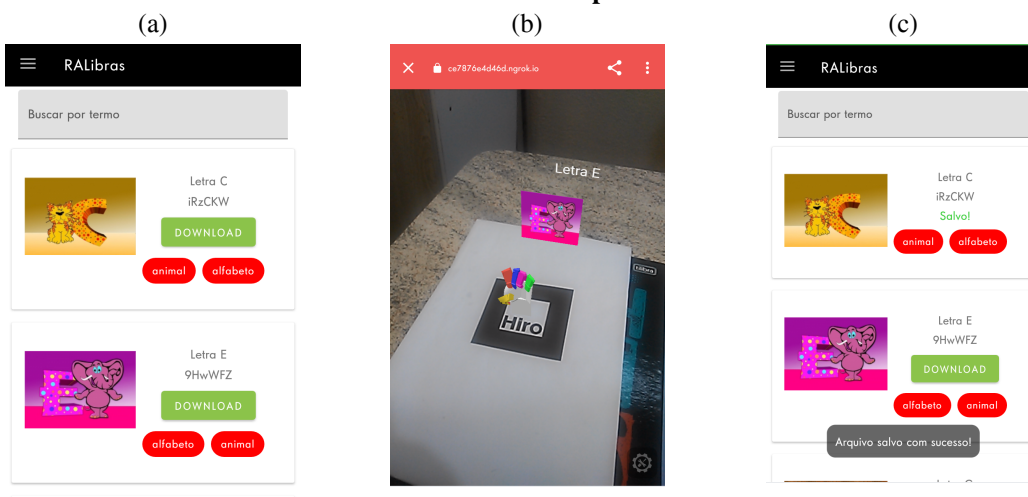 (a)
RALibras
Buscar por termo
Letra C
iRzCKW
DOWNLOAD
animal alfabeto
Letra E
9HwWFZ
DOWNLOAD
alfabeto animal
(b)
ce7876e4d46d.ngrok.io
Letra E
tilibra
Hiro
(c)
RALibras
Buscar por termo
Letra C
iRzCKW
Salvo!
animal alfabeto
Letra E
9HwWFZ
DOWNLOAD
alfabeto animal
Arquivo salvo com sucesso!